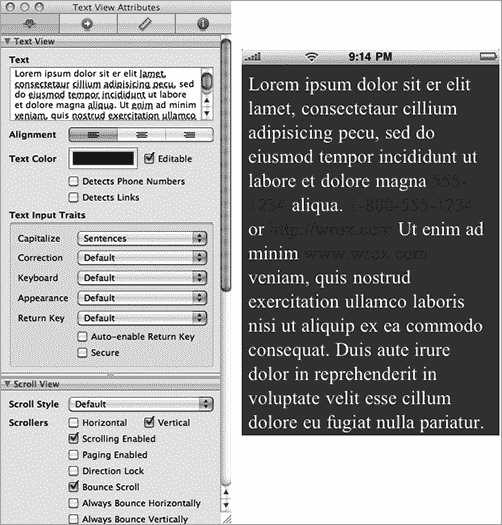 Text View Attributes
Text View
Text
Lorem ipsum dolor sit er elit lamet,
consectetaur cillium adipisicing pecu, sed
do eiusmod tempor incididunt ut labore
et dolore magna aliqua. Ut enim ad minim
veniam, quis nostrud exercitation ullamco
Alignment
Text Color
Editable
Detects Phone Numbers
Detects Links
Text Input Traits
Capitalize Sentences
Correction Default
Keyboard Default
Appearance Default
Return Key Default
Auto-enable Return Key
Secure
Scroll View
Scroll Style Default
Scrollers Horizontal Vertical
Scrolling Enabled
Paging Enabled
Direction Lock
Bounce Scroll
Always Bounce Horizontally
Always Bounce Vertically
9:14 PM
Lorem ipsum dolor sit er elit
lamet, consectetaur cillium
adipisicing pecu, sed do
eiusmod tempor incididunt ut
labore et dolore magna 555-
1234 aliqua. 1-800-555-1234
or http://wrox.com Ut enim ad
minim www.wrox.com
veniam, quis nostrud
exercitation ullamco laboris
nisi ut aliquip ex ea commodo
consequat. Duis aute irure
dolor in reprehenderit in
voluptate velit esse cillum
dolore eu fugiat nulla pariatur.